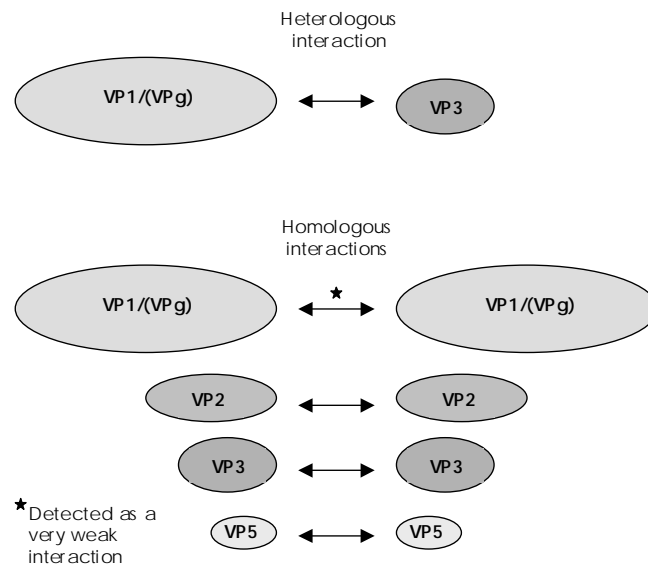 Heterologous
interaction
VP1/(VPg)
VP3
Homologous
interactions
★
VP1/(VPg)
VP1/(VPg)
VP2
VP2
VP3
VP3
★Detected as a
very weak
interaction
VP5
VP5